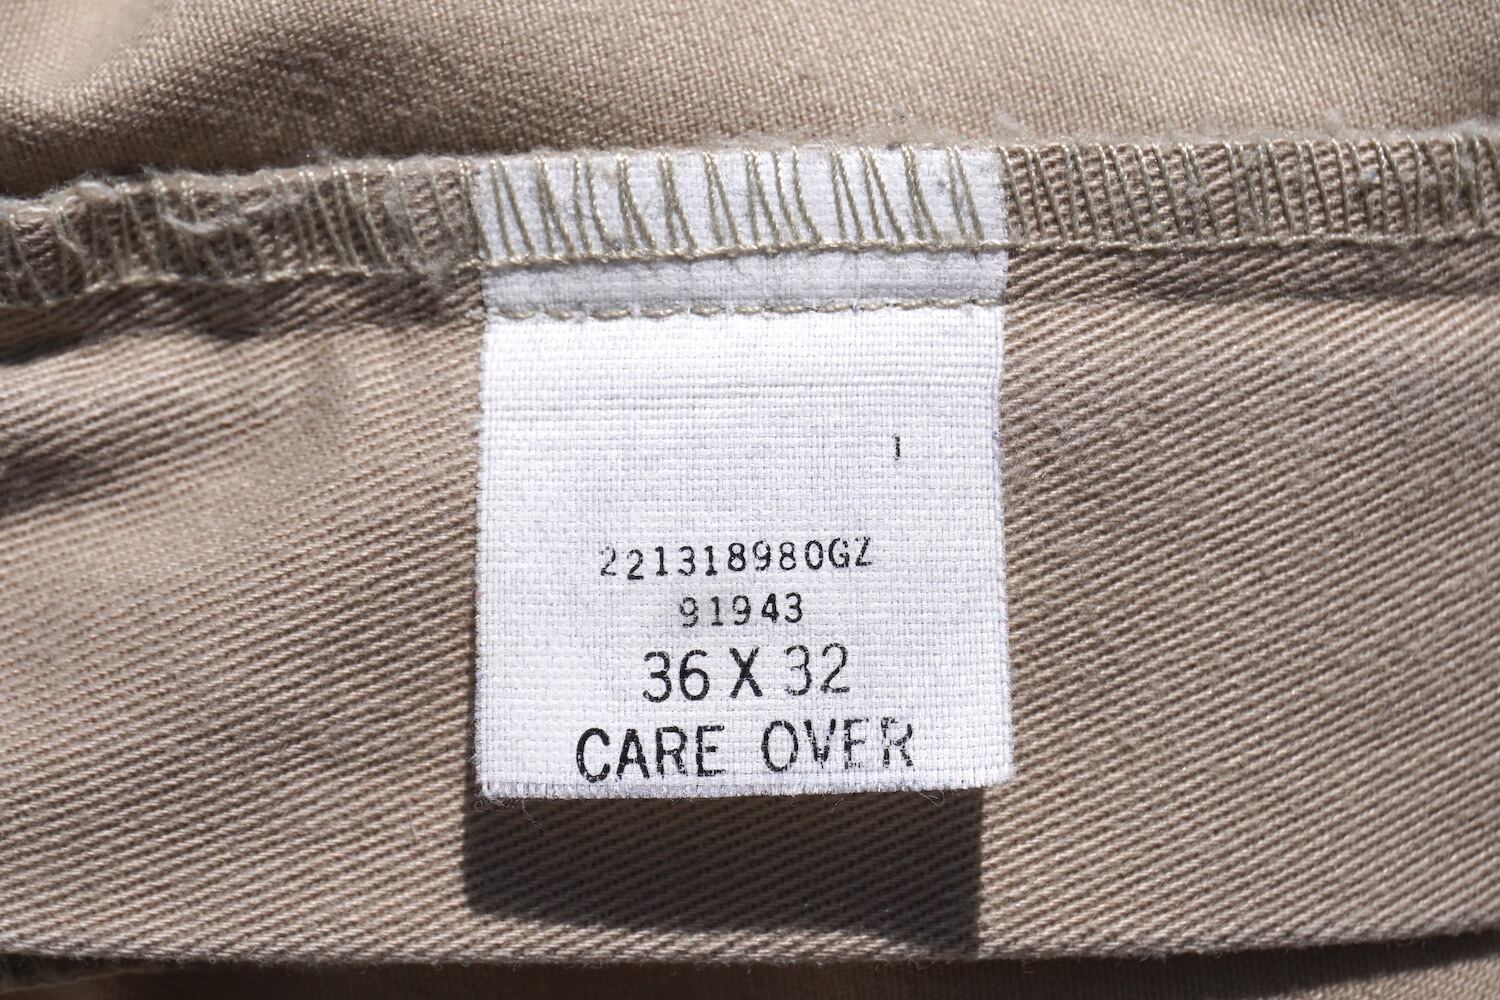 1
221318980GZ
91943
36 X 32
CARE OVER